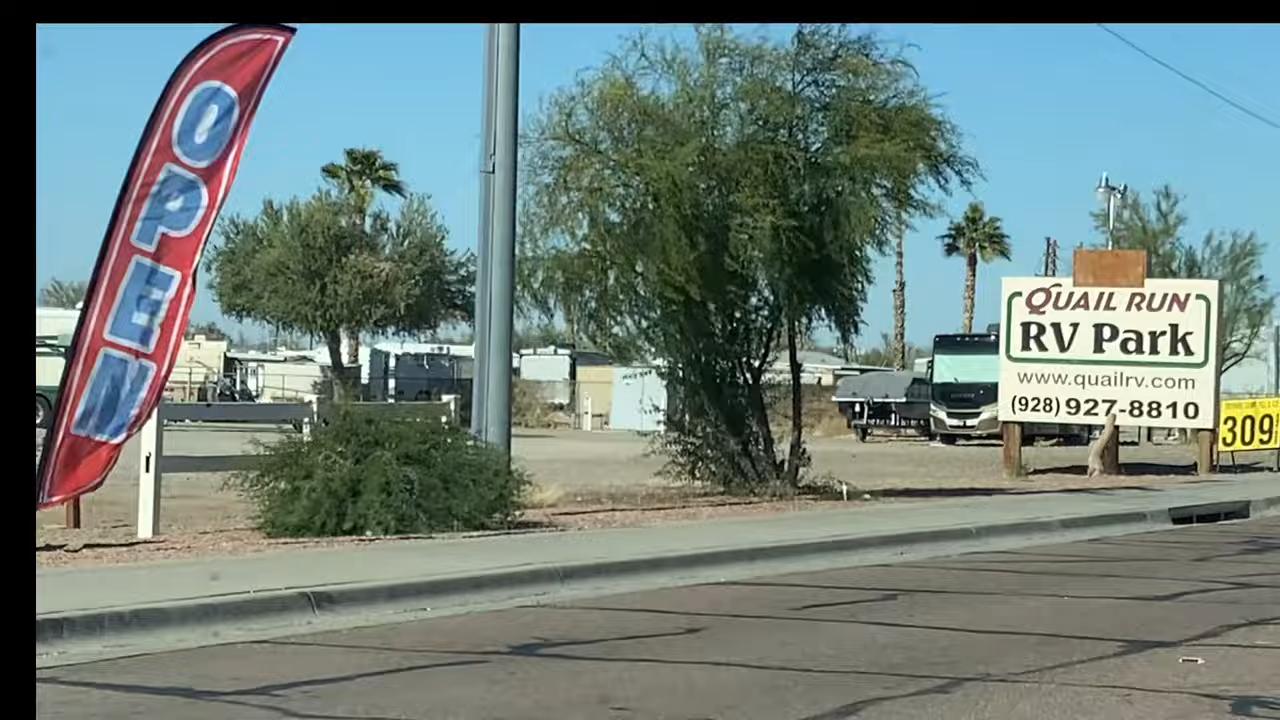 OPEN
QUAIL RUN
RV Park
www.quailrv.com
(928) 927-8810
309